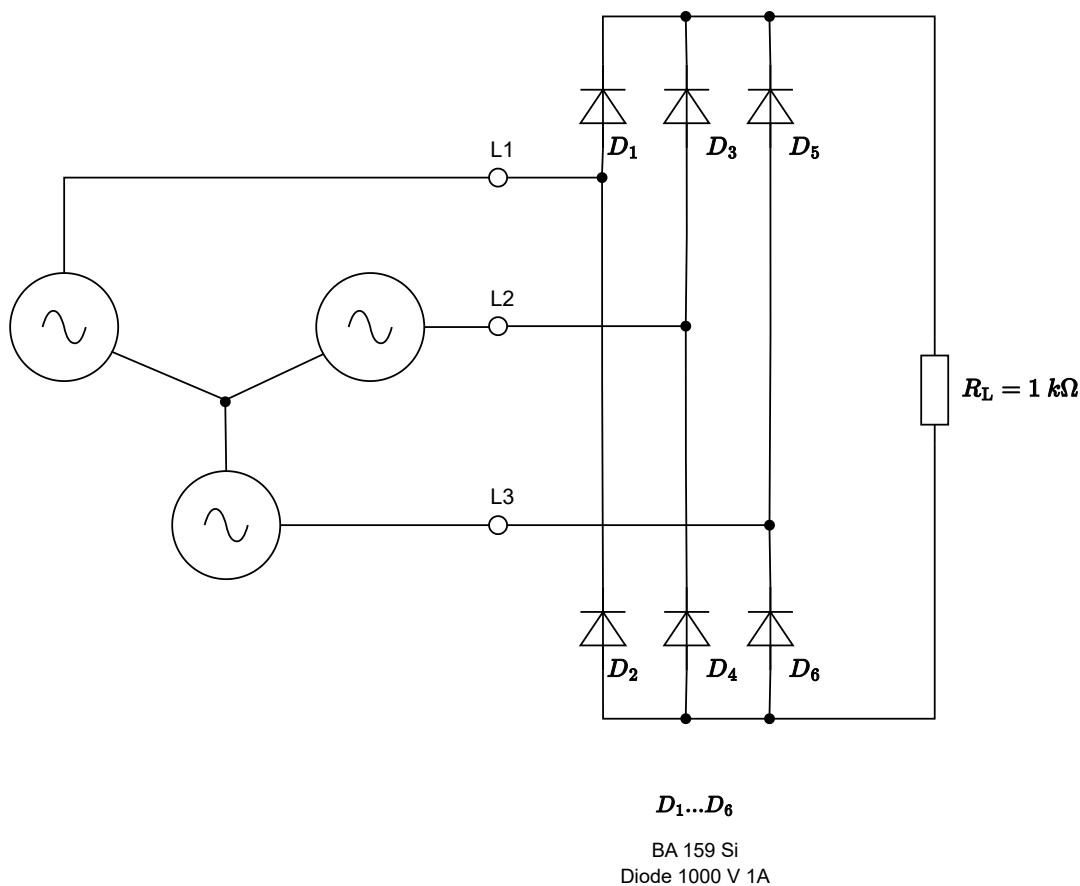 D₁
D₃
D₅
L1
L2
R_L = 1 kΩ
L3
D₂
D₄
D₆
D₁...D₆
BA 159 Si
Diode 1000 V 1A